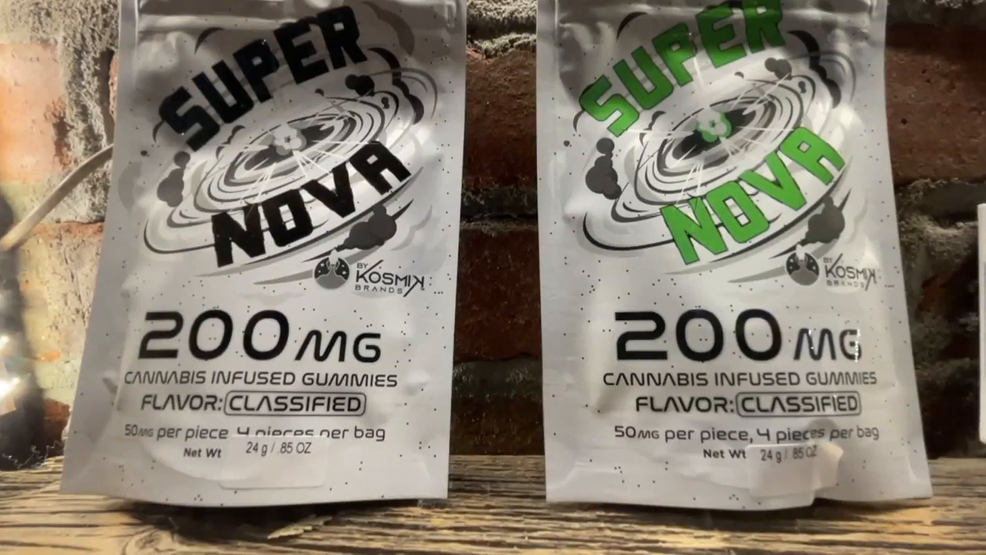 SUPER
NOVA
BY
KOSMIK
BRANDS
200MG
CANNABIS INFUSED GUMMIES
FLAVOR: CLASSIFIED
50MG per piece 4 pieces per bag
Net Wt 24 g / .85 OZ
SUPER
NOVA
BY
KOSMIK
BRANDS
200MG
CANNABIS INFUSED GUMMIES
FLAVOR: CLASSIFIED
50MG per piece, 4 pieces per bag
Net Wt 24 g / .85 OZ